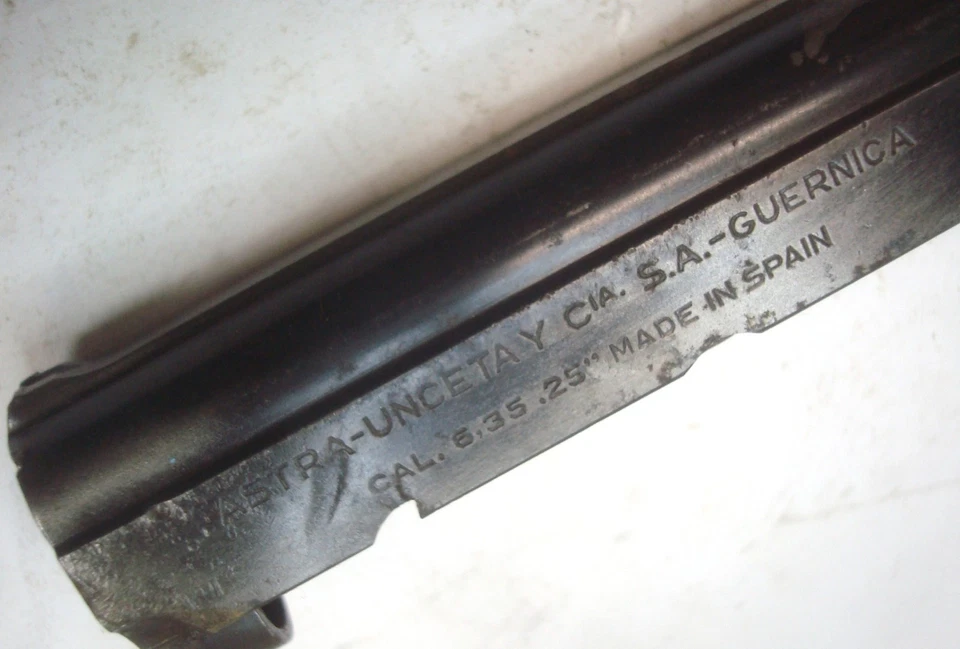 ASTRA-UNCETA Y CIA. S.A.-GUERNICA
CAL. 6,35 .25" MADE IN SPAIN